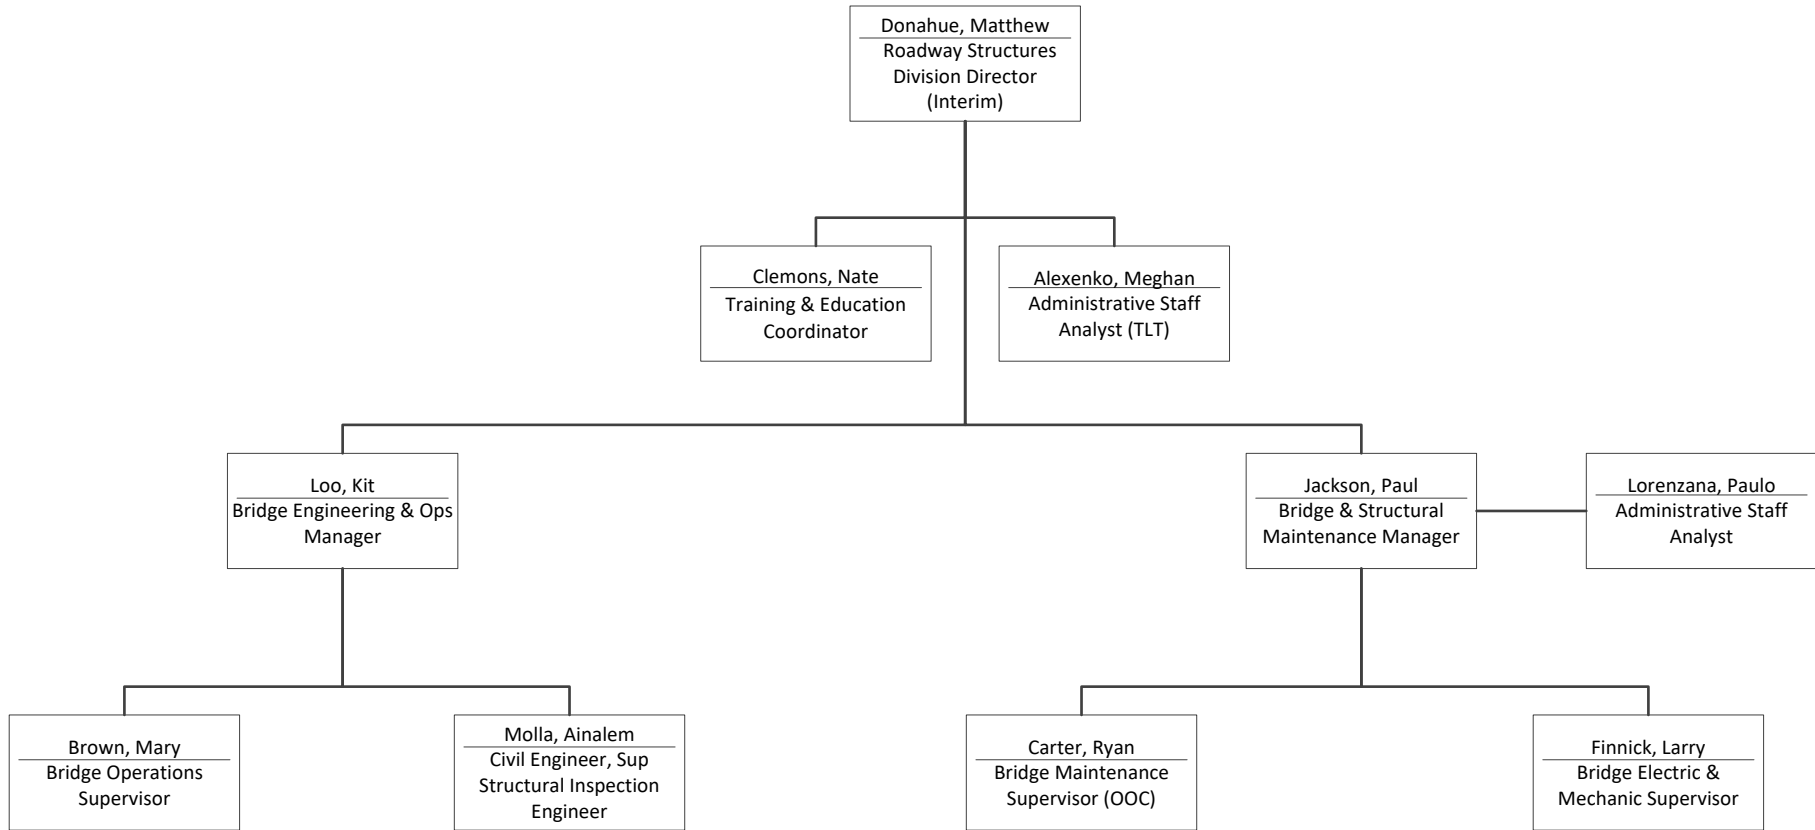 Donahue, Matthew
Roadway Structures
Division Director
(Interim)
Clemons, Nate
Training & Education
Coordinator
Alexenko, Meghan
Administrative Staff
Analyst (TLT)
Loo, Kit
Bridge Engineering & Ops
Manager
Jackson, Paul
Bridge & Structural
Maintenance Manager
Lorenzana, Paulo
Administrative Staff
Analyst
Brown, Mary
Bridge Operations
Supervisor
Molla, Ainalem
Civil Engineer, Sup
Structural Inspection
Engineer
Carter, Ryan
Bridge Maintenance
Supervisor (OOC)
Finnick, Larry
Bridge Electric &
Mechanic Supervisor